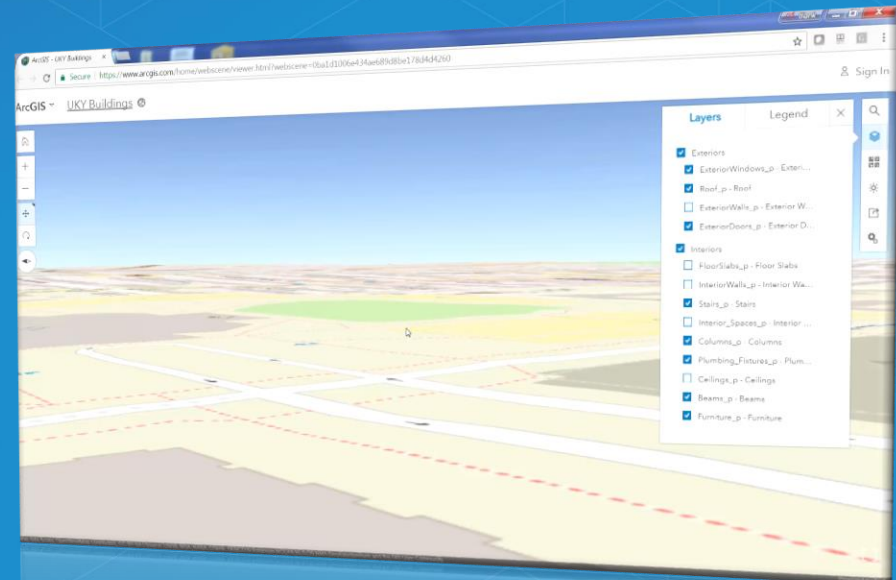 ArcGIS - UKY Buildings
Secure https://www.arcgis.com/home/webscene/viewer.html?webscene=0ba1d1006e434ae689d8be178d4d4260
Sign In
ArcGIS UKY Buildings
Layers Legend
Exteriors
ExteriorWindows_p - Exteri...
Roof_p - Roof
ExteriorWalls_p - Exterior W...
ExteriorDoors_p - Exterior D...
Interiors
FloorSlabs_p - Floor Slabs
InteriorWalls_p - Interior Wa...
Stairs_p - Stairs
Interior_Spaces_p - Interior ...
Columns_p - Columns
Plumbing_Fixtures_p - Plum...
Ceilings_p - Ceilings
Beams_p - Beams
Furniture_p - Furniture